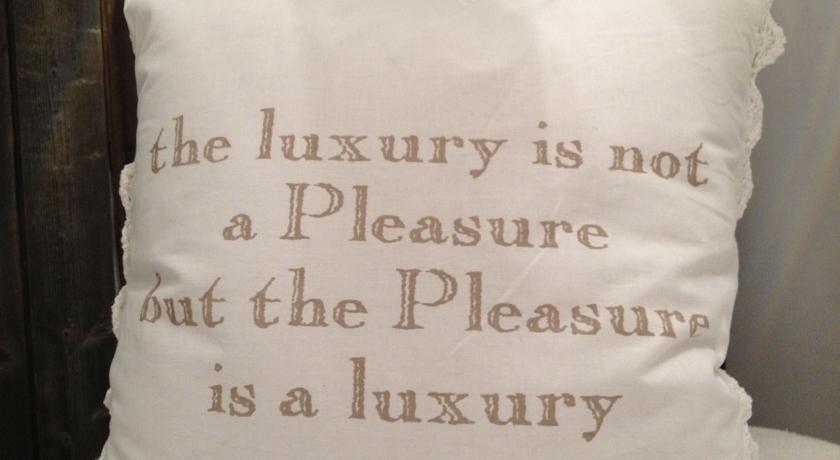 the luxury is not
a Pleasure
but the Pleasure
is a luxury